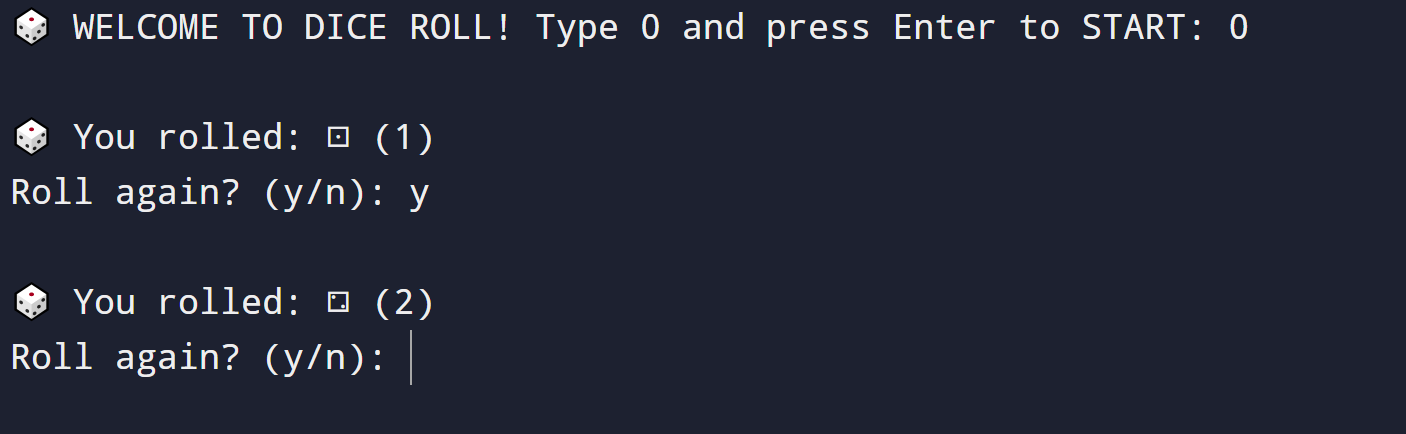 🎲 WELCOME TO DICE ROLL! Type 0 and press Enter to START: 0
🎲 You rolled: ⚀ (1)
Roll again? (y/n): y
🎲 You rolled: ⚁ (2)
Roll again? (y/n):